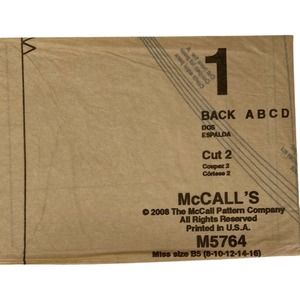 1
BACK A B C D
DOS
ESPALDA
Cut 2
Coupez 2
Córtese 2
McCALL'S
© 2008 The McCall Pattern Company
All Rights Reserved
Printed in U.S.A.
M5764
Miss size B5 (8-10-12-14-16)